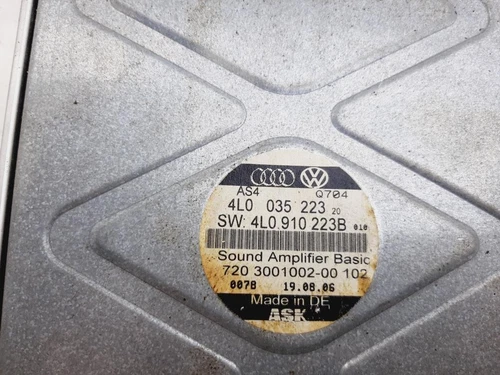 AS4 Q704
4L0 035 223 20
SW: 4L0 910 223B 010
Sound Amplifier Basic
720 3001002-00 102
0078 19.08.06
Made in DE
ASK